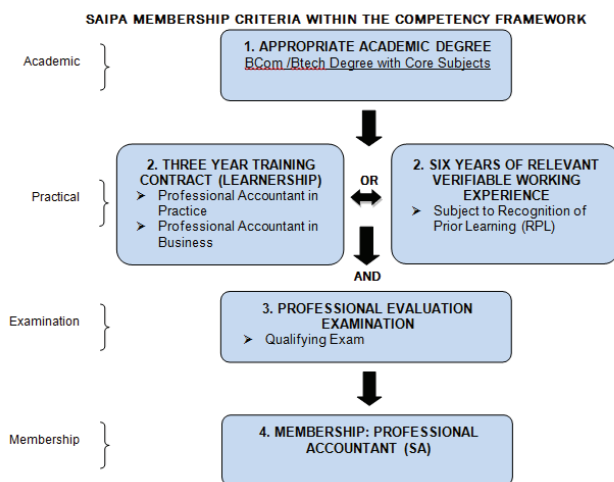 SAIPA MEMBERSHIP CRITERIA WITHIN THE COMPETENCY FRAMEWORK
Academic
1. APPROPRIATE ACADEMIC DEGREE
BCom /Btech Degree with Core Subjects
Practical
2. THREE YEAR TRAINING
CONTRACT (LEARNERSHIP)
➢ Professional Accountant in
Practice
➢ Professional Accountant in
Business
OR
2. SIX YEARS OF RELEVANT
VERIFIABLE WORKING
EXPERIENCE
➢ Subject to Recognition of
Prior Learning (RPL)
AND
Examination
3. PROFESSIONAL EVALUATION
EXAMINATION
➢ Qualifying Exam
Membership
4. MEMBERSHIP: PROFESSIONAL
ACCOUNTANT (SA)